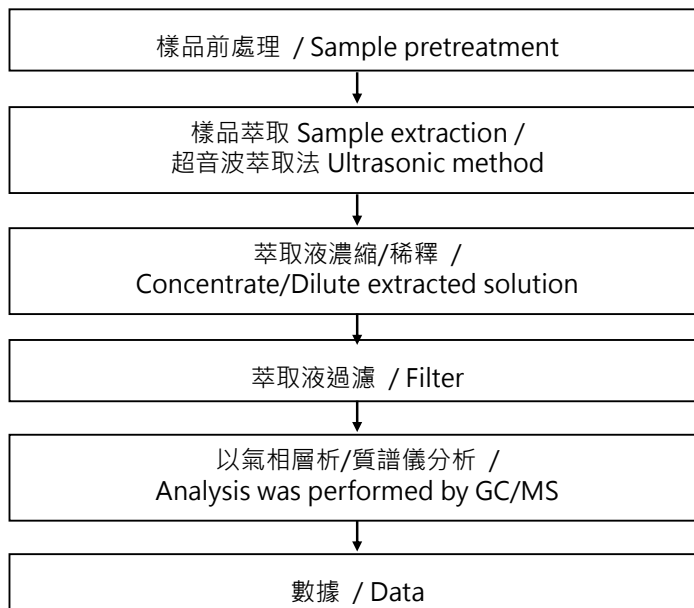 樣品前處理 / Sample pretreatment
樣品萃取 Sample extraction /
超音波萃取法 Ultrasonic method
萃取液濃縮/稀釋 /
Concentrate/Dilute extracted solution
萃取液過濾 / Filter
以氣相層析/質譜儀分析 /
Analysis was performed by GC/MS
數據 / Data